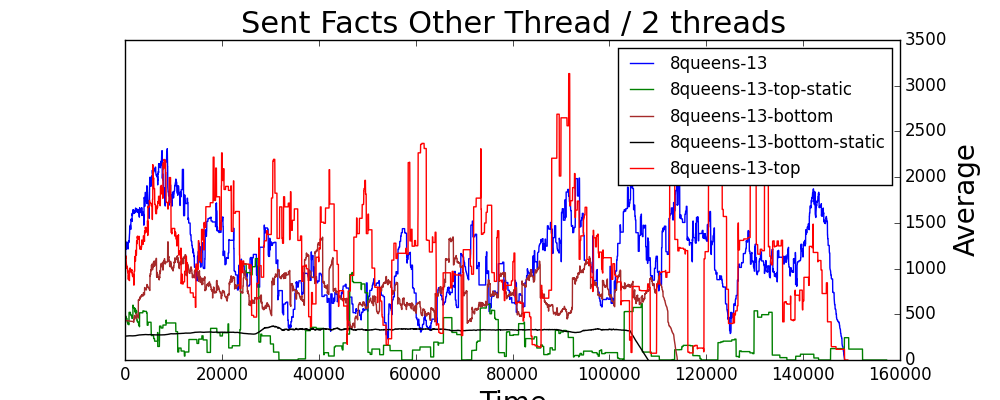 Sent Facts Other Thread / 2 threads
3500
3000
2500
2000
1500
1000
500
0
Average
8queens-13
8queens-13-top-static
8queens-13-bottom
8queens-13-bottom-static
8queens-13-top
0 20000 40000 60000 80000 100000 120000 140000 160000
Time